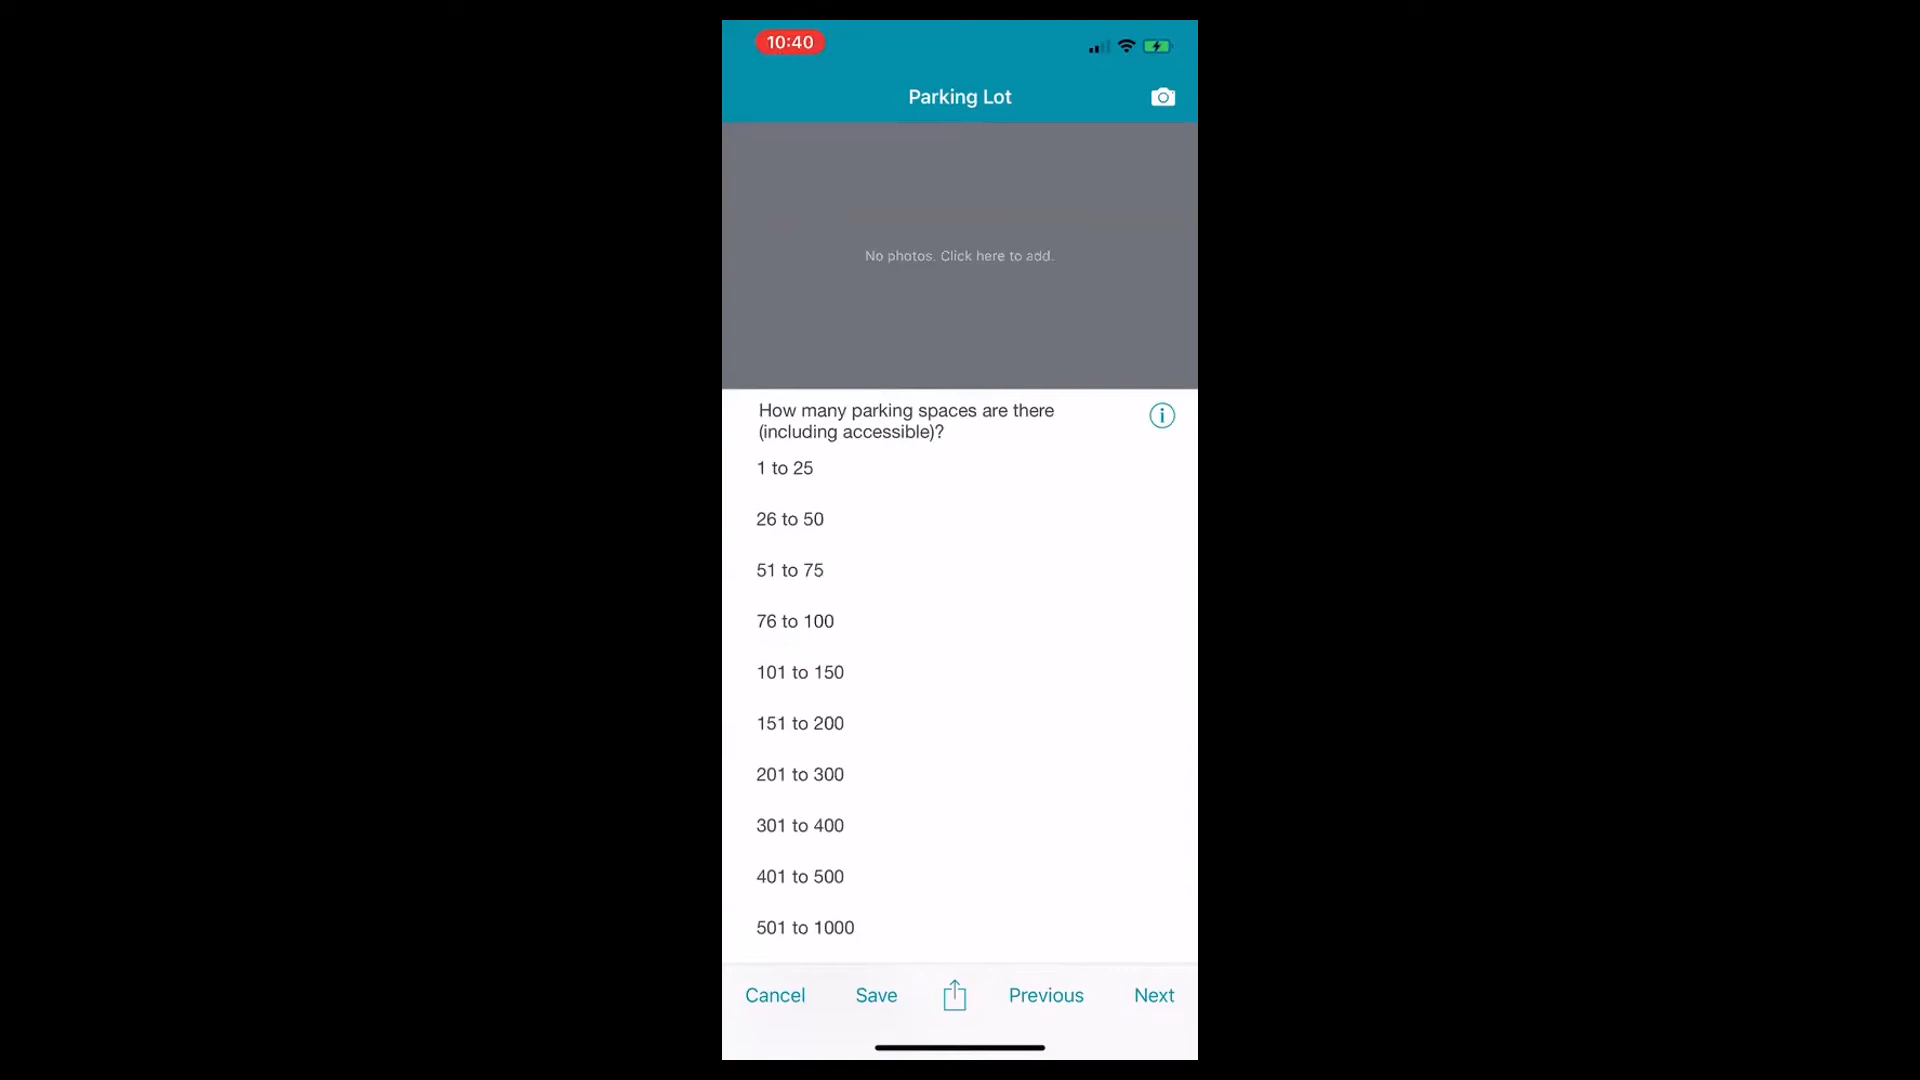 10:40
Parking Lot
No photos. Click here to add.
How many parking spaces are there
(including accessible)?
1 to 25
26 to 50
51 to 75
76 to 100
101 to 150
151 to 200
201 to 300
301 to 400
401 to 500
501 to 1000
Cancel Save Previous Next